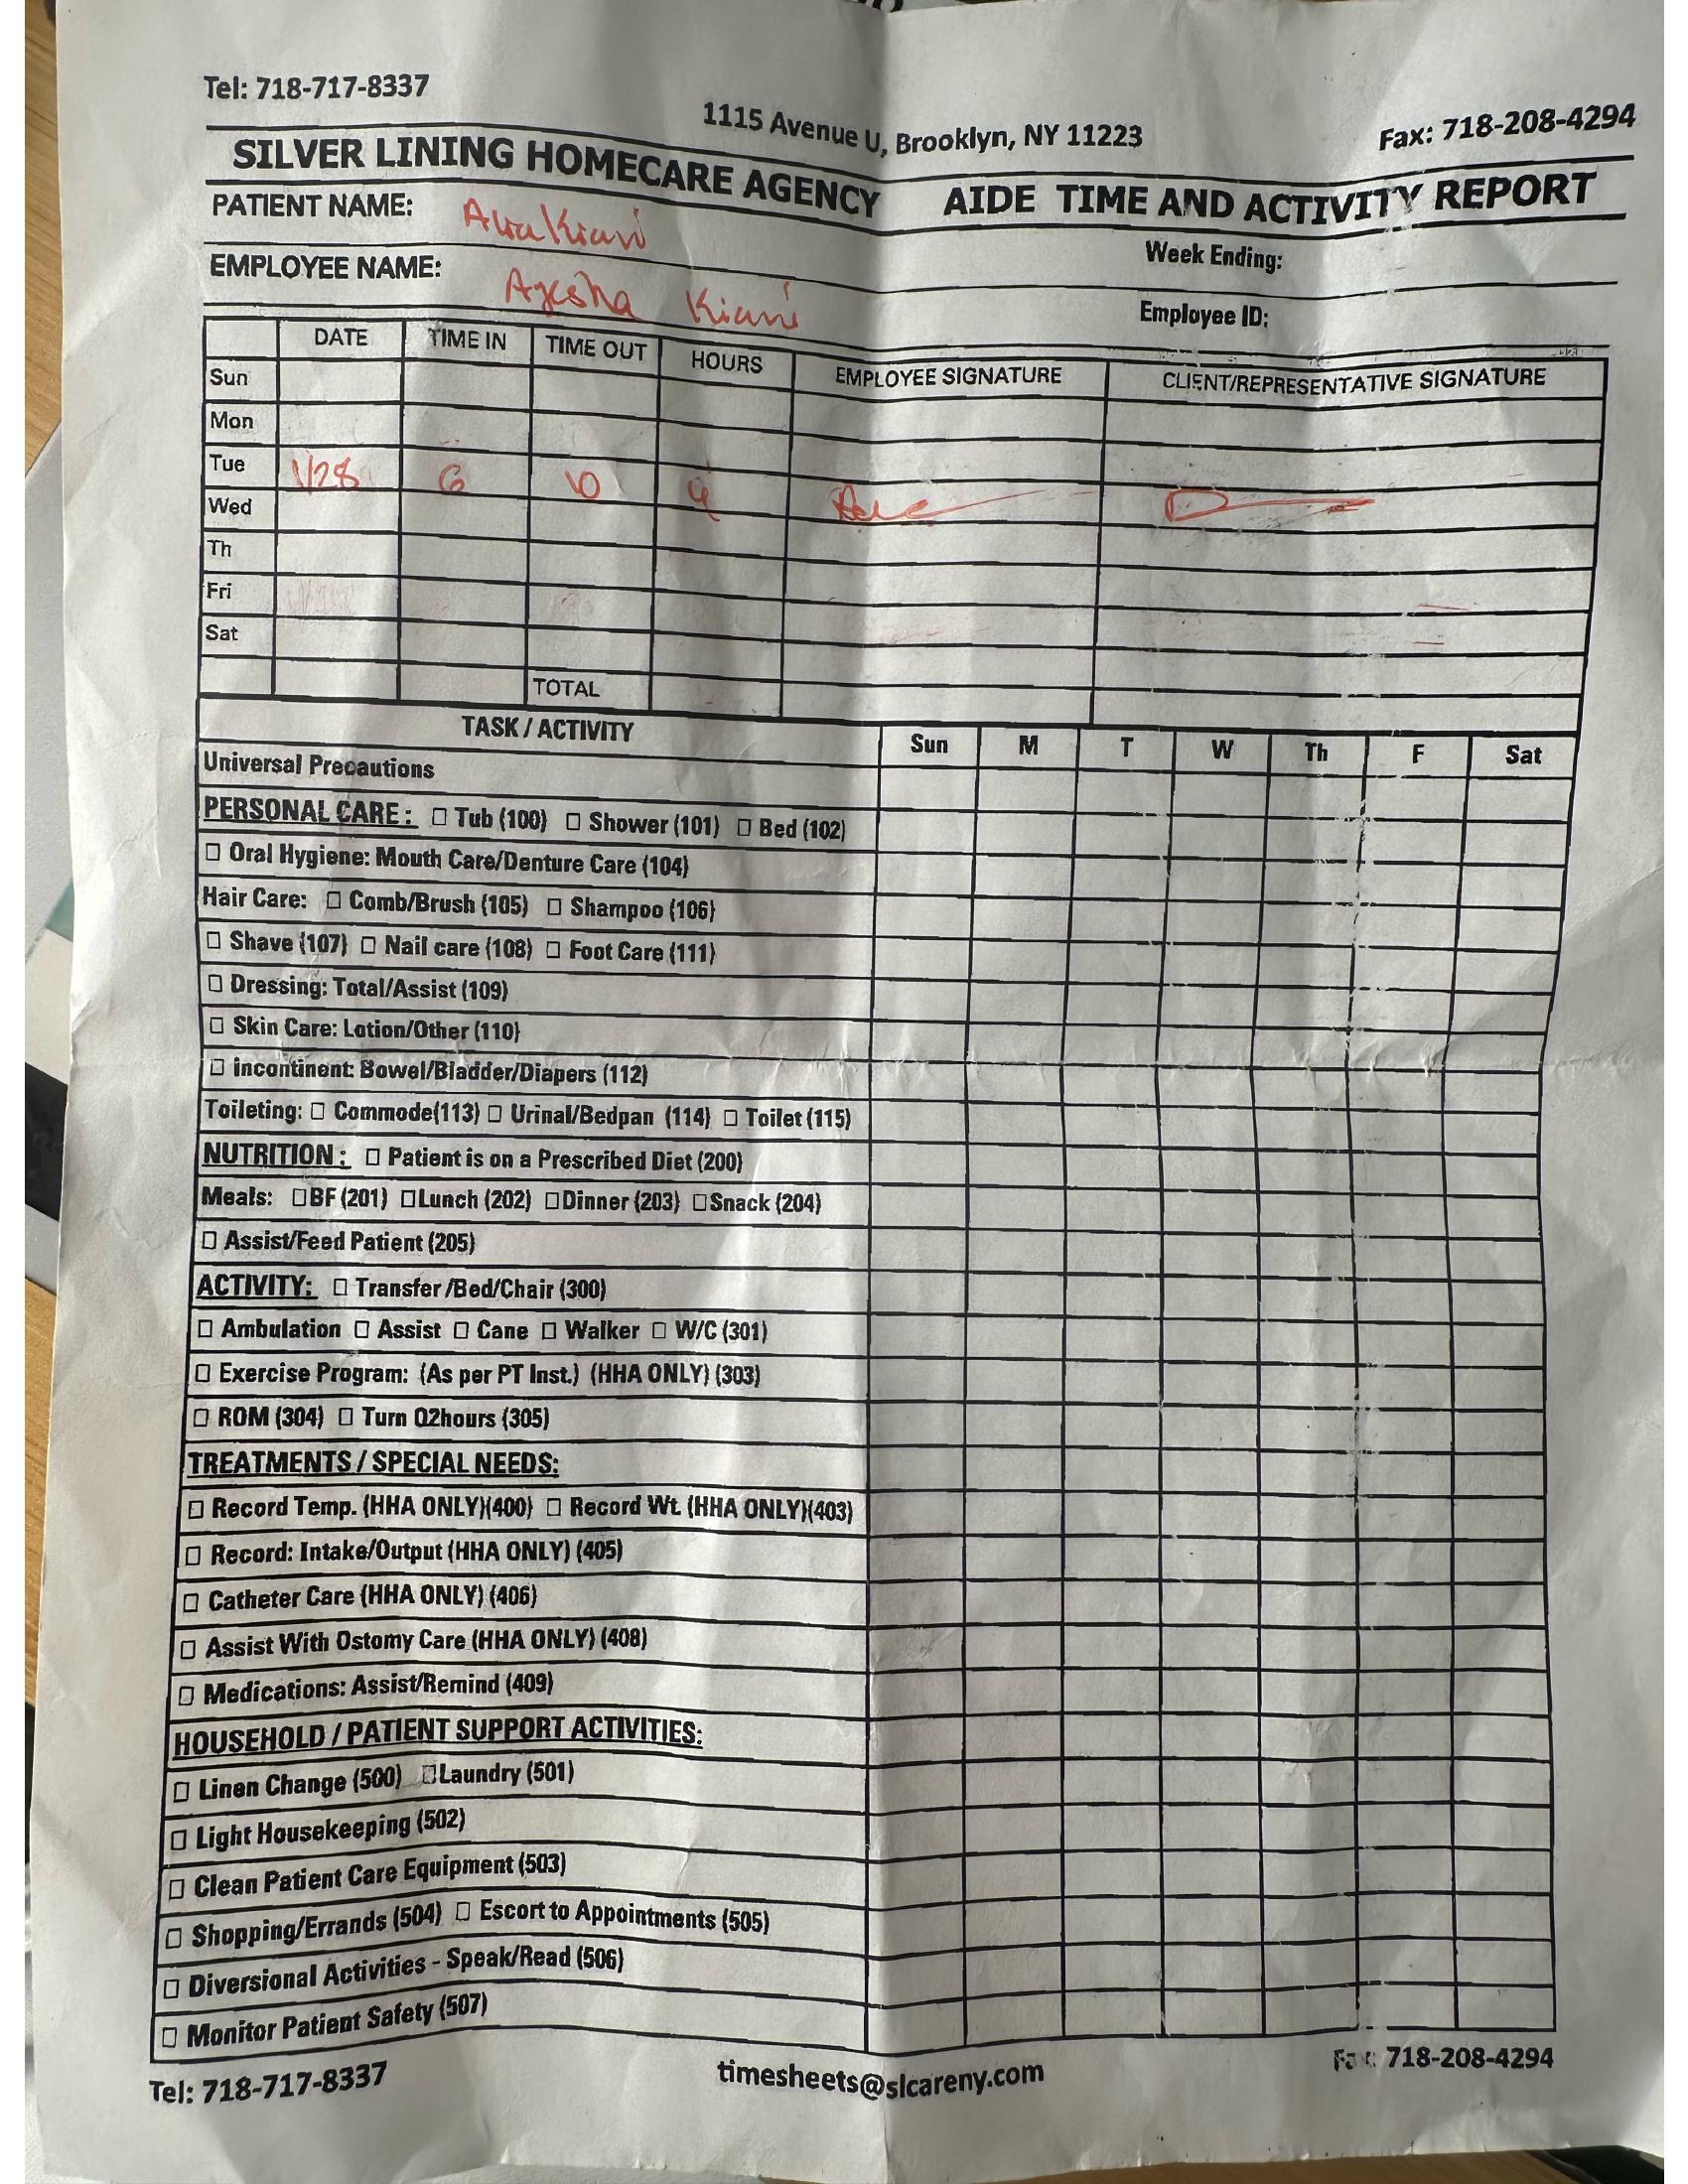 Tel: 718-717-8337
1115 Avenue U, Brooklyn, NY 11223
Fax: 718-208-4294
SILVER LINING HOMECARE AGENCY AIDE TIME AND ACTIVITY REPORT
PATIENT NAME: Kiani
Week Ending:
EMPLOYEE NAME: Ayesha Kiani
Employee ID:
DATE TIME IN TIME OUT HOURS EMPLOYEE SIGNATURE CLIENT/REPRESENTATIVE SIGNATURE
Sun
Mon
Tue 1/28 6 10 4
Wed
Th
Fri
Sat
TOTAL
TASK / ACTIVITY Sun M T W Th F Sat
Universal Precautions
PERSONAL CARE: □ Tub (100) □ Shower (101) □ Bed (102)
□ Oral Hygiene: Mouth Care/Denture Care (104)
Hair Care: □ Comb/Brush (105) □ Shampoo (106)
□ Shave (107) □ Nail care (108) □ Foot Care (111)
□ Dressing: Total/Assist (109)
□ Skin Care: Lotion/Other (110)
□ incontinent: Bowel/Bladder/Diapers (112)
Toileting: □ Commode(113) □ Urinal/Bedpan (114) □ Toilet (115)
NUTRITION: □ Patient is on a Prescribed Diet (200)
Meals: □BF (201) □Lunch (202) □Dinner (203) □Snack (204)
□ Assist/Feed Patient (205)
ACTIVITY: □ Transfer /Bed/Chair (300)
□ Ambulation □ Assist □ Cane □ Walker □ W/C (301)
□ Exercise Program: (As per PT Inst.) (HHA ONLY) (303)
□ ROM (304) □ Turn Q2hours (305)
TREATMENTS / SPECIAL NEEDS:
□ Record Temp. (HHA ONLY)(400) □ Record Wt. (HHA ONLY)(403)
□ Record: Intake/Output (HHA ONLY) (405)
□ Catheter Care (HHA ONLY) (406)
□ Assist With Ostomy Care (HHA ONLY) (408)
□ Medications: Assist/Remind (409)
HOUSEHOLD / PATIENT SUPPORT ACTIVITIES:
□ Linen Change (500) □Laundry (501)
□ Light Housekeeping (502)
□ Clean Patient Care Equipment (503)
□ Shopping/Errands (504) □ Escort to Appointments (505)
□ Diversional Activities - Speak/Read (506)
□ Monitor Patient Safety (507)
Tel: 718-717-8337
timesheets@slcareny.com
Fax: 718-208-4294